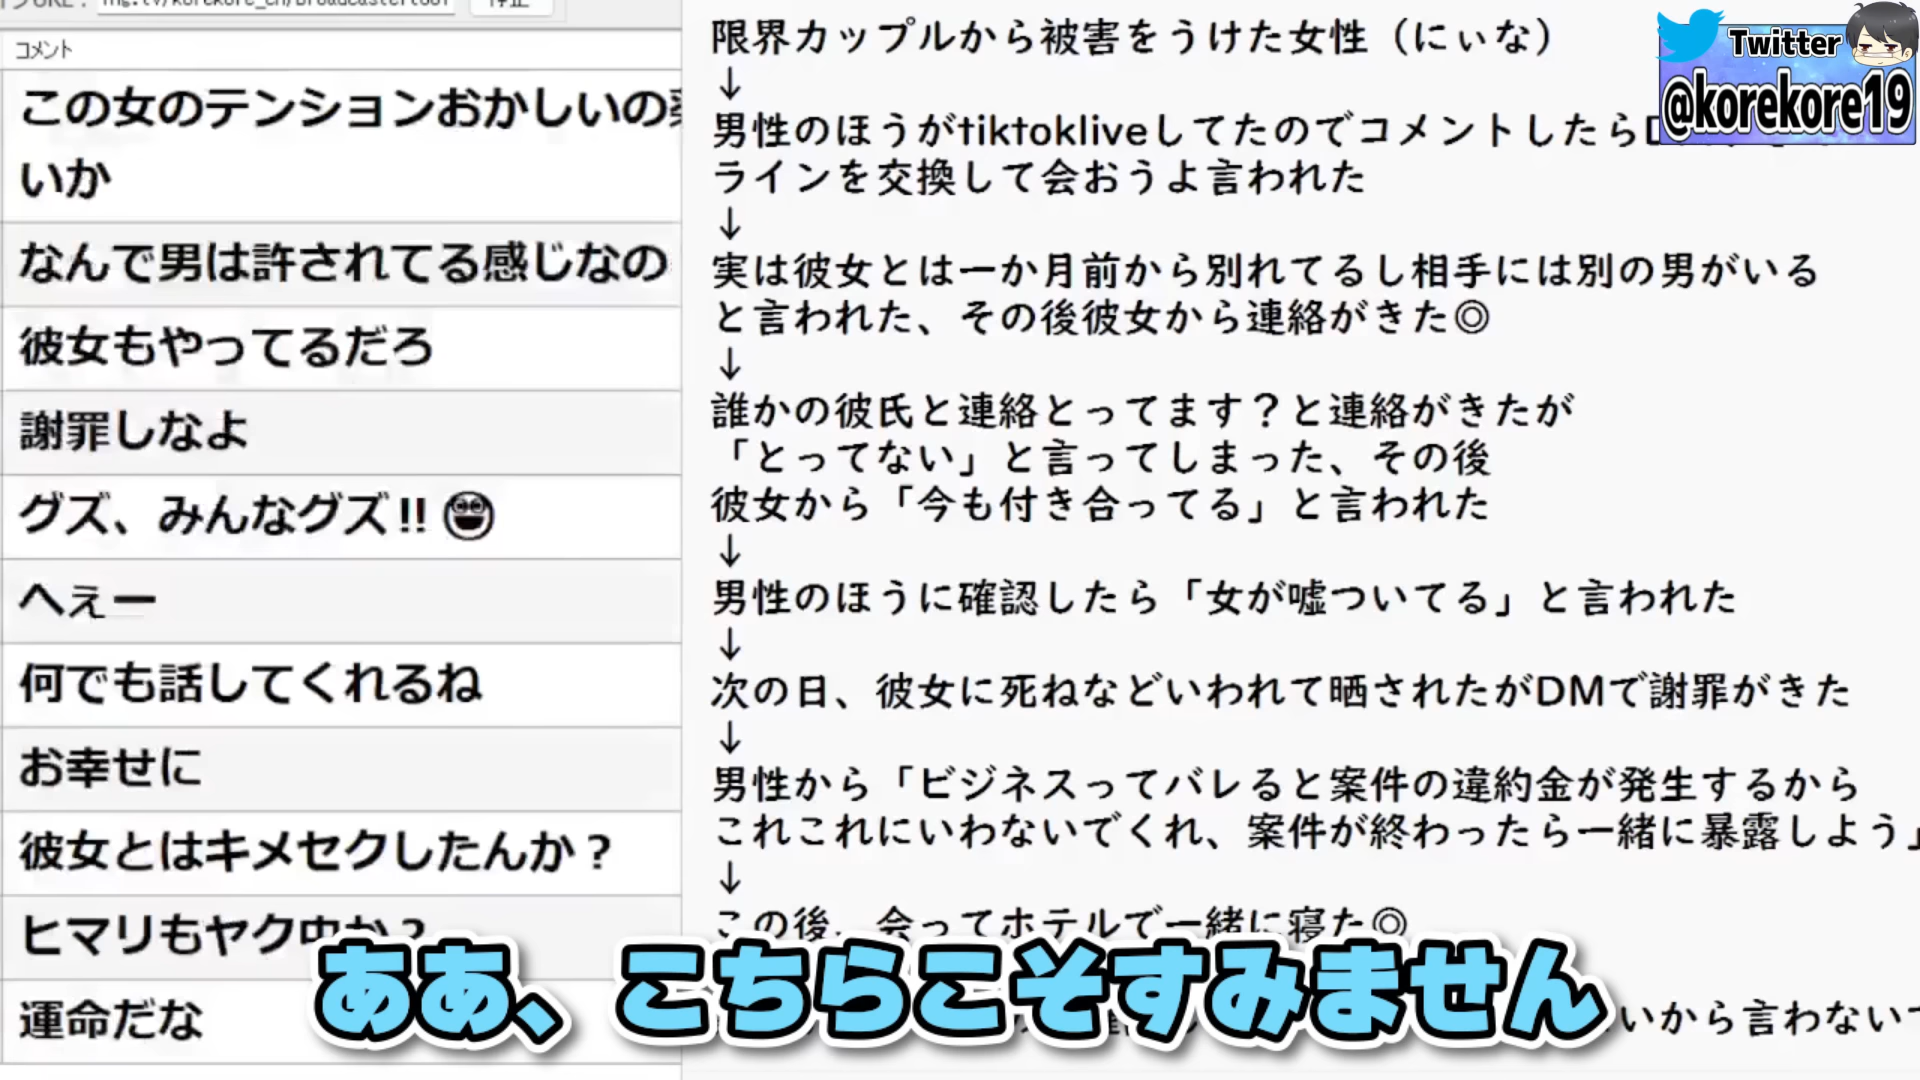 コメント
この女のテンションおかしいの
いか
なんで男は許されてる感じなの
彼女もやってるだろ
謝罪しなよ
グズ、みんなグズ!!
へぇー
何でも話してくれるね
お幸せに
彼女とはキメセクしたんか？
ヒマリもヤク中か？
運命だな
限界カップルから被害をうけた女性（にぃな）
↓
男性のほうがtiktokliveしてたのでコメントしたら
ラインを交換して会おうよ言われた
↓
実は彼女とは一か月前から別れてるし相手には別の男がいる
と言われた、その後彼女から連絡がきた◎
↓
誰かの彼氏と連絡とってます？と連絡がきたが
「とってない」と言ってしまった、その後
彼女から「今も付き合ってる」と言われた
↓
男性のほうに確認したら「女が嘘ついてる」と言われた
↓
次の日、彼女に死ねなどいわれて晒されたがDMで謝罪がきた
↓
男性から「ビジネスってバレると案件の違約金が発生するから
これこれにいわないでくれ、案件が終わったら一緒に暴露しよう」
↓
この後、会ってホテルで一緒に寝た◎
いから言わない
Twitter
@korekore19
ああ、こちらこそすみません